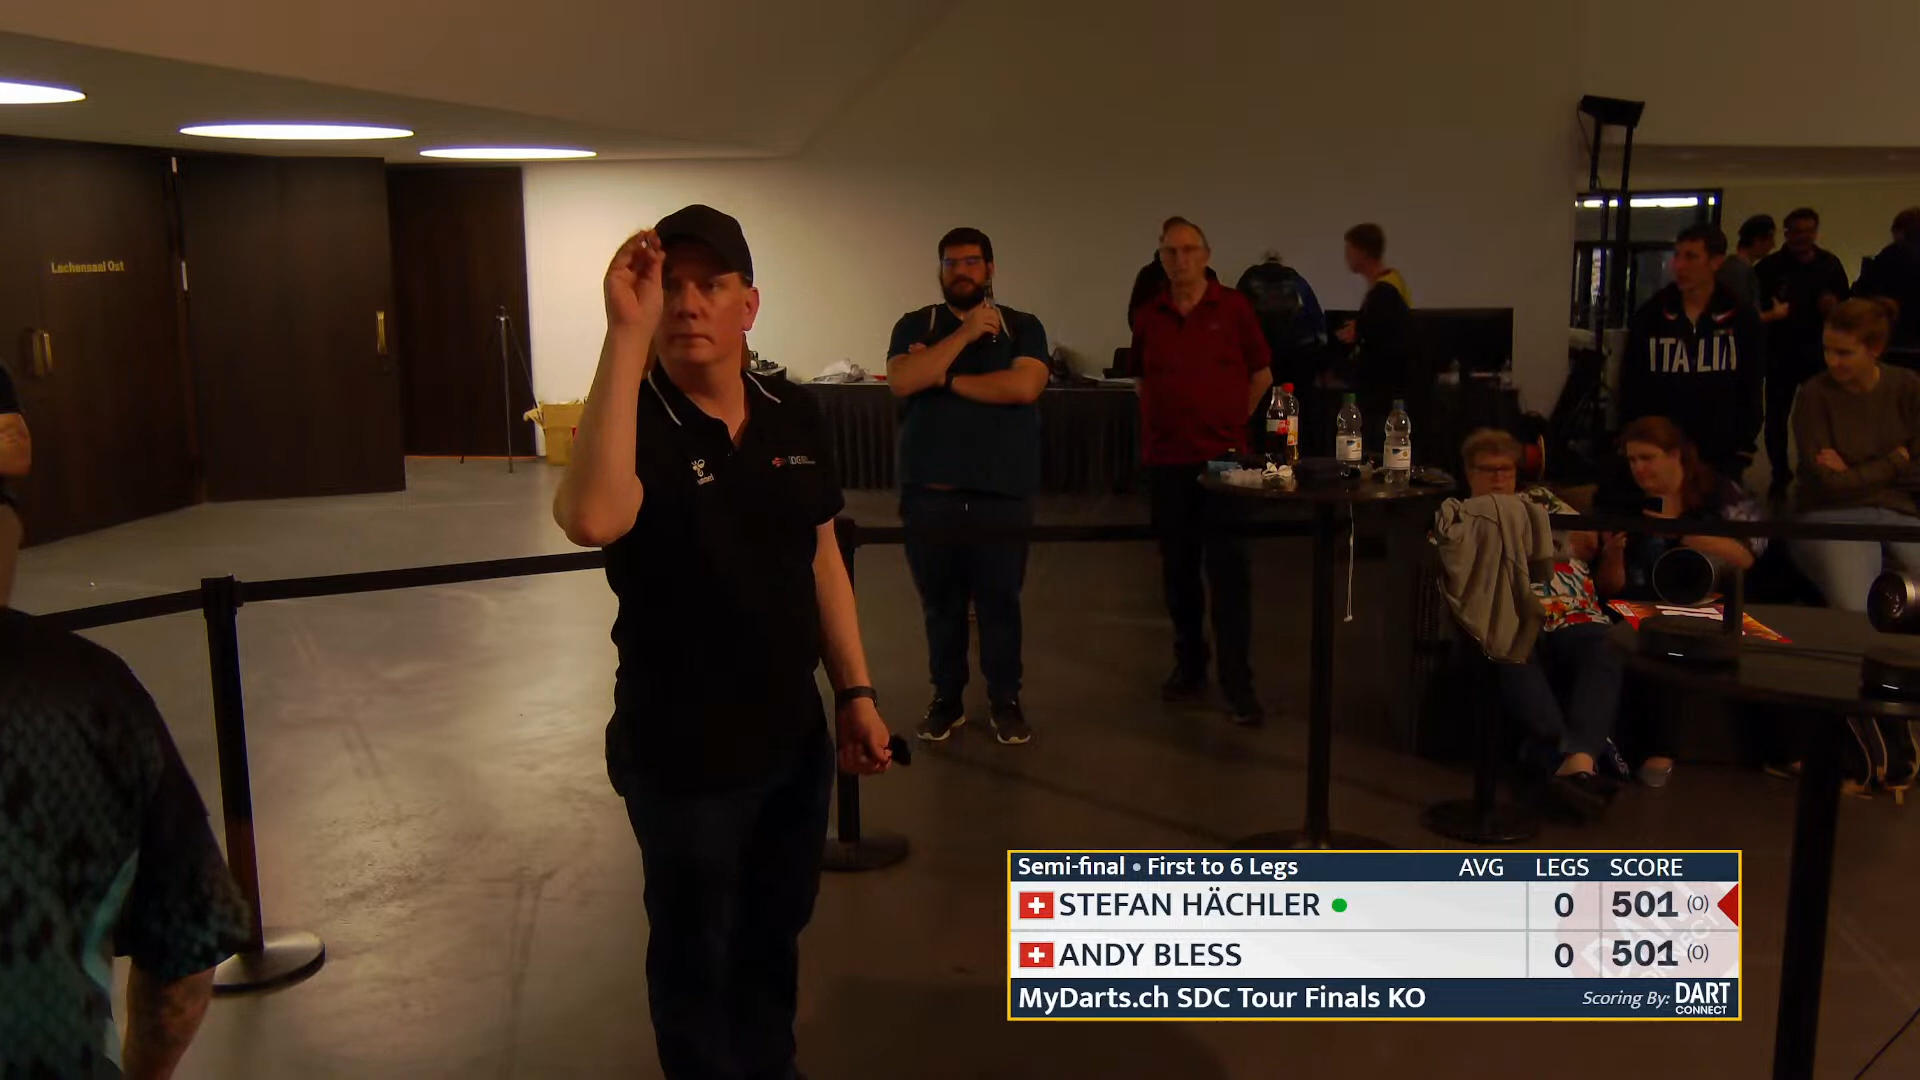 Lachensaal Ost
ITALIA
hummel
Semi-final • First to 6 Legs AVG LEGS SCORE
STEFAN HÄCHLER 0 501 (0)
ANDY BLESS 0 501 (0)
MyDarts.ch SDC Tour Finals KO Scoring By: DART CONNECT